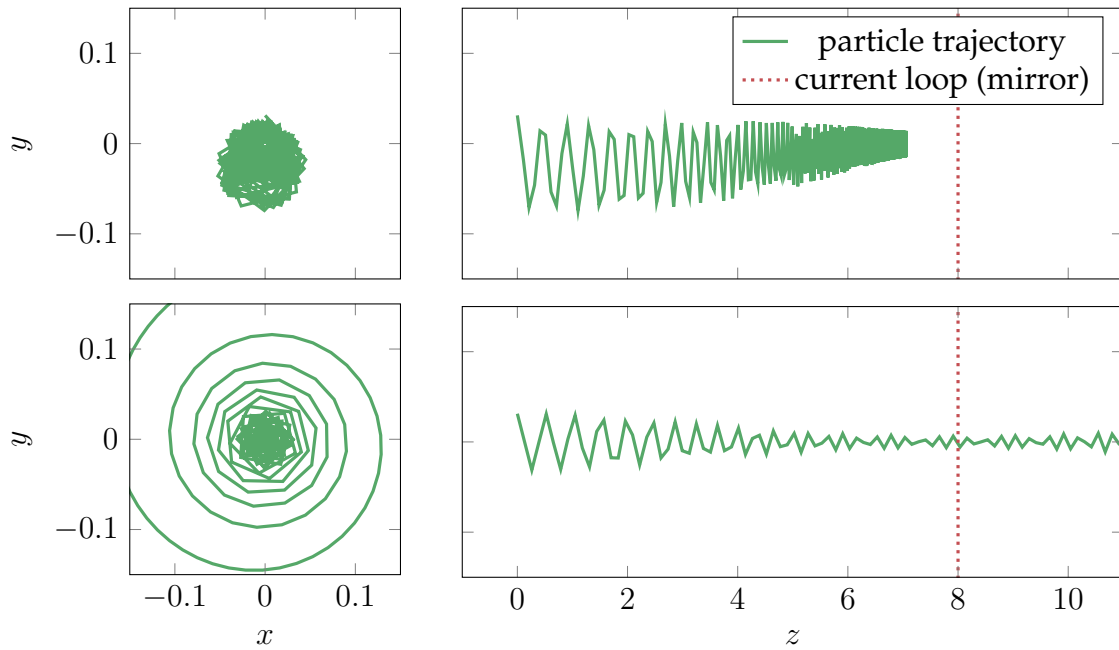 0.1
0
−0.1
y
particle trajectory
current loop (mirror)
0.1
0
−0.1
y
−0.1 0 0.1
x
0 2 4 6 8 10
z